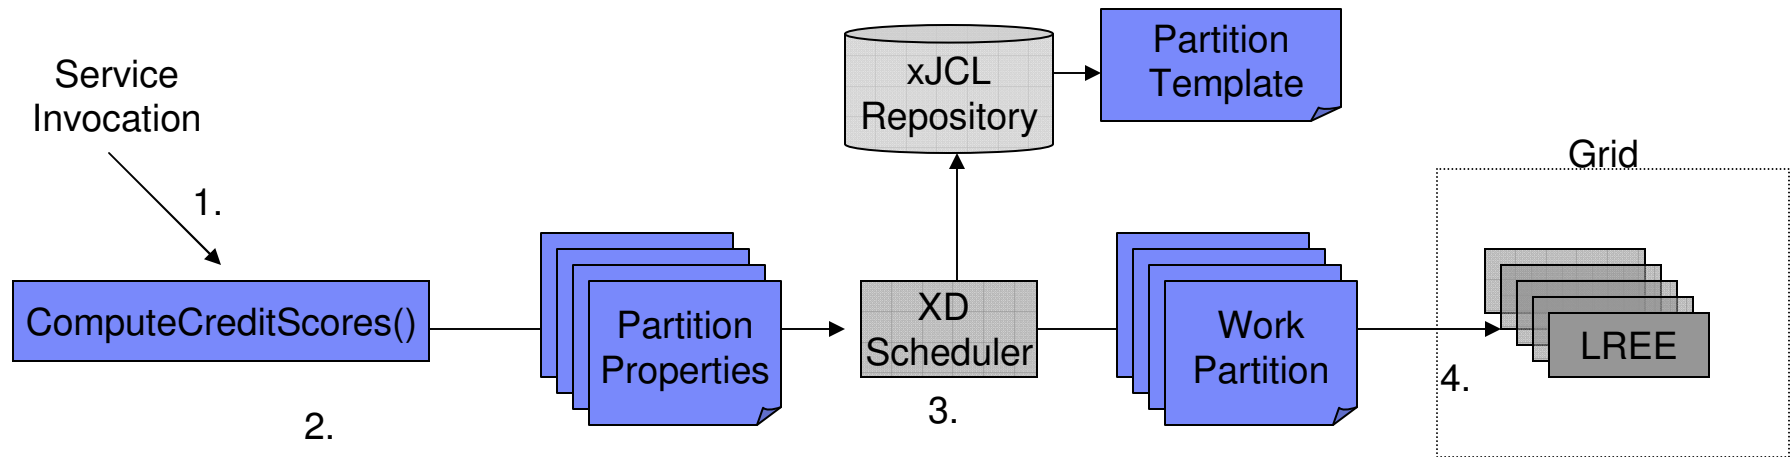 Service
Invocation
1.
ComputeCreditScores()
2.
Partition
Properties
xJCL
Repository
Partition
Template
XD
Scheduler
3.
Work
Partition
Grid
4.
LREE